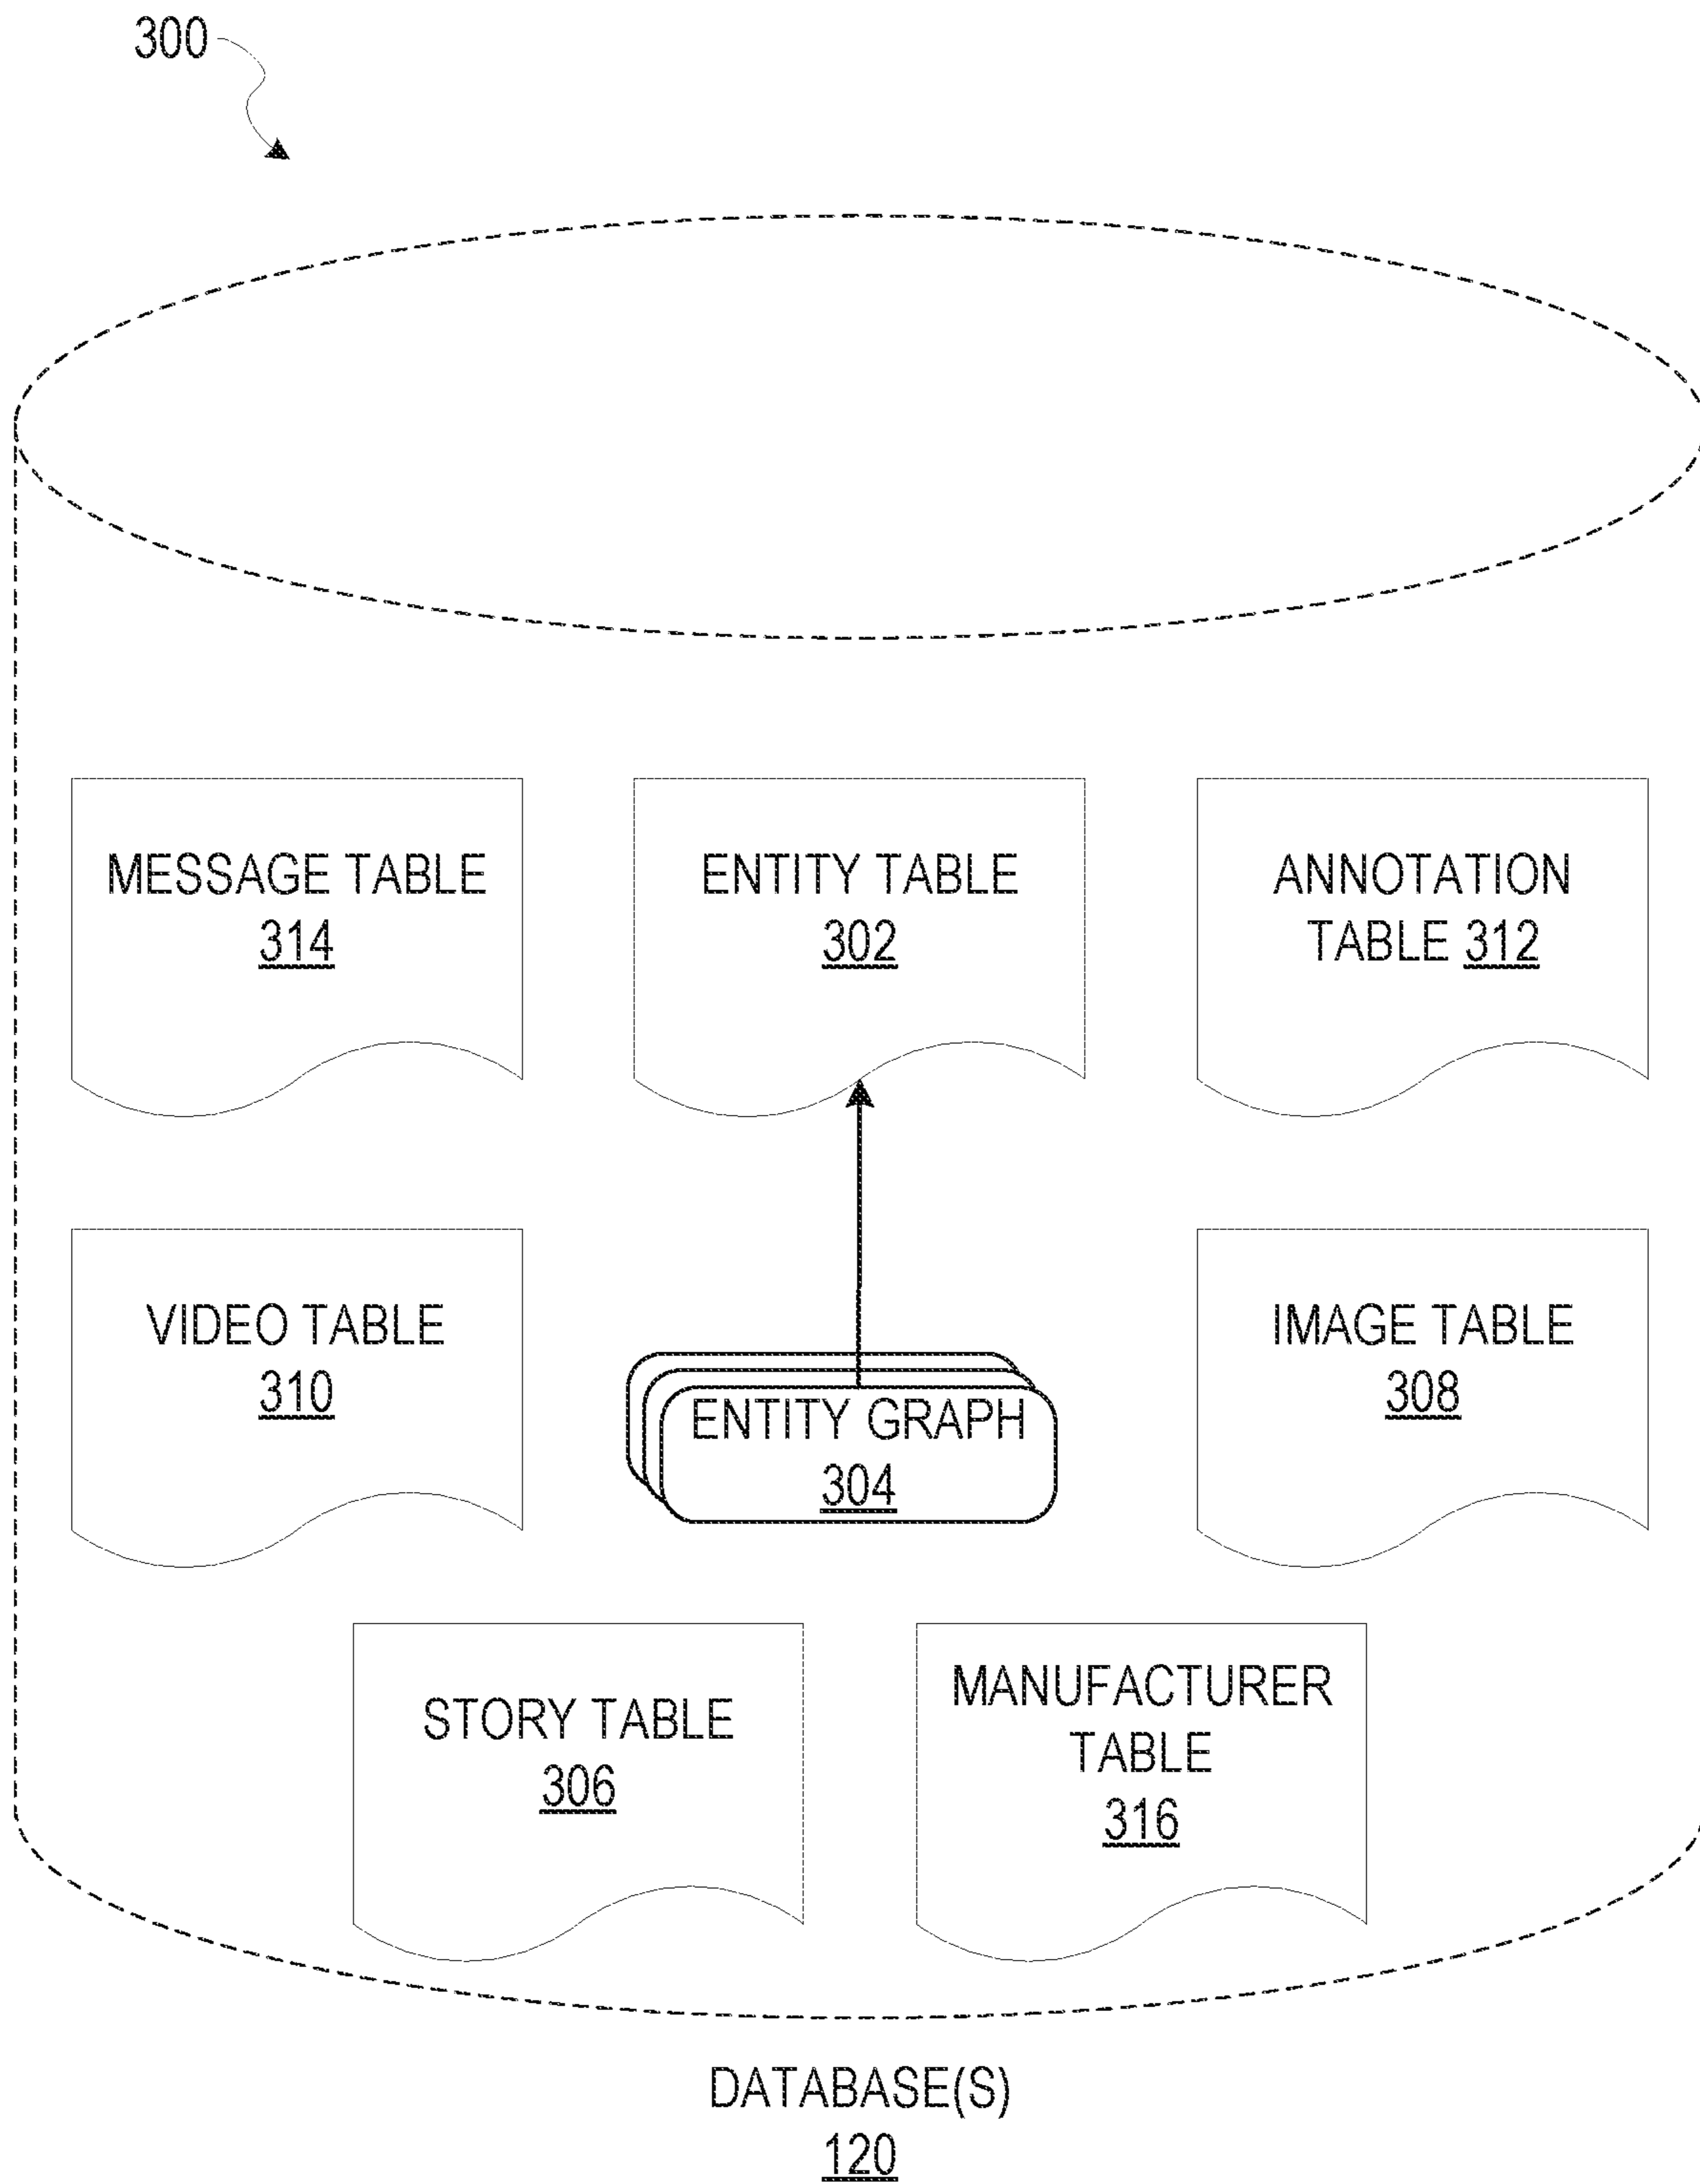 300
MESSAGE TABLE
314
ENTITY TABLE
302
ANNOTATION
TABLE 312
VIDEO TABLE
310
ENTITY GRAPH
304
IMAGE TABLE
308
STORY TABLE
306
MANUFACTURER
TABLE
316
DATABASE(S)
120